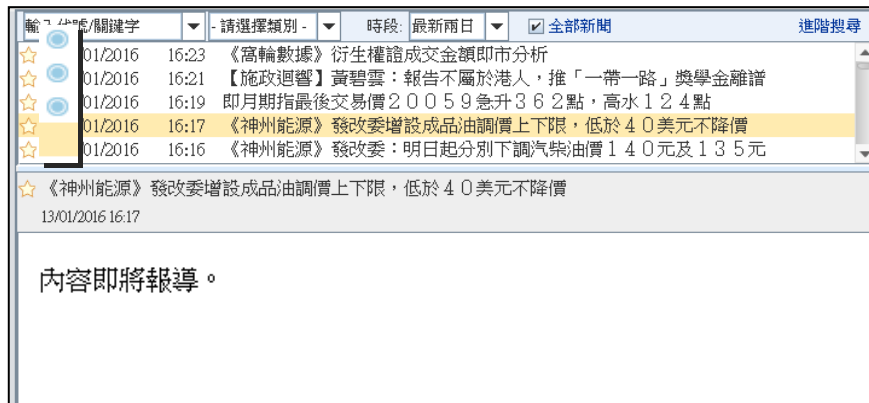 輸入代號/關鍵字 - 請選擇類別 - 時段: 最新兩日 全部新聞 進階搜尋
01/2016 16:23 《窩輪數據》衍生權證成交金額即市分析
01/2016 16:21 【施政迴響】黃碧雲：報告不屬於港人，推「一帶一路」獎學金離譜
01/2016 16:19 即月期指最後交易價２００５９急升３６２點，高水１２４點
01/2016 16:17 《神州能源》發改委增設成品油調價上下限，低於４０美元不降價
01/2016 16:16 《神州能源》發改委：明日起分別下調汽柴油價１４０元及１３５元
《神州能源》發改委增設成品油調價上下限，低於４０美元不降價
13/01/2016 16:17
內容即將報導。